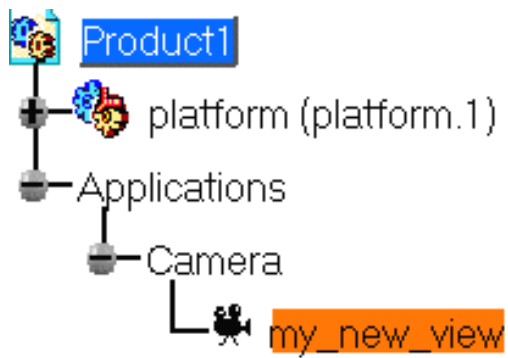 Product1
platform (platform.1)
Applications
Camera
my_new_view